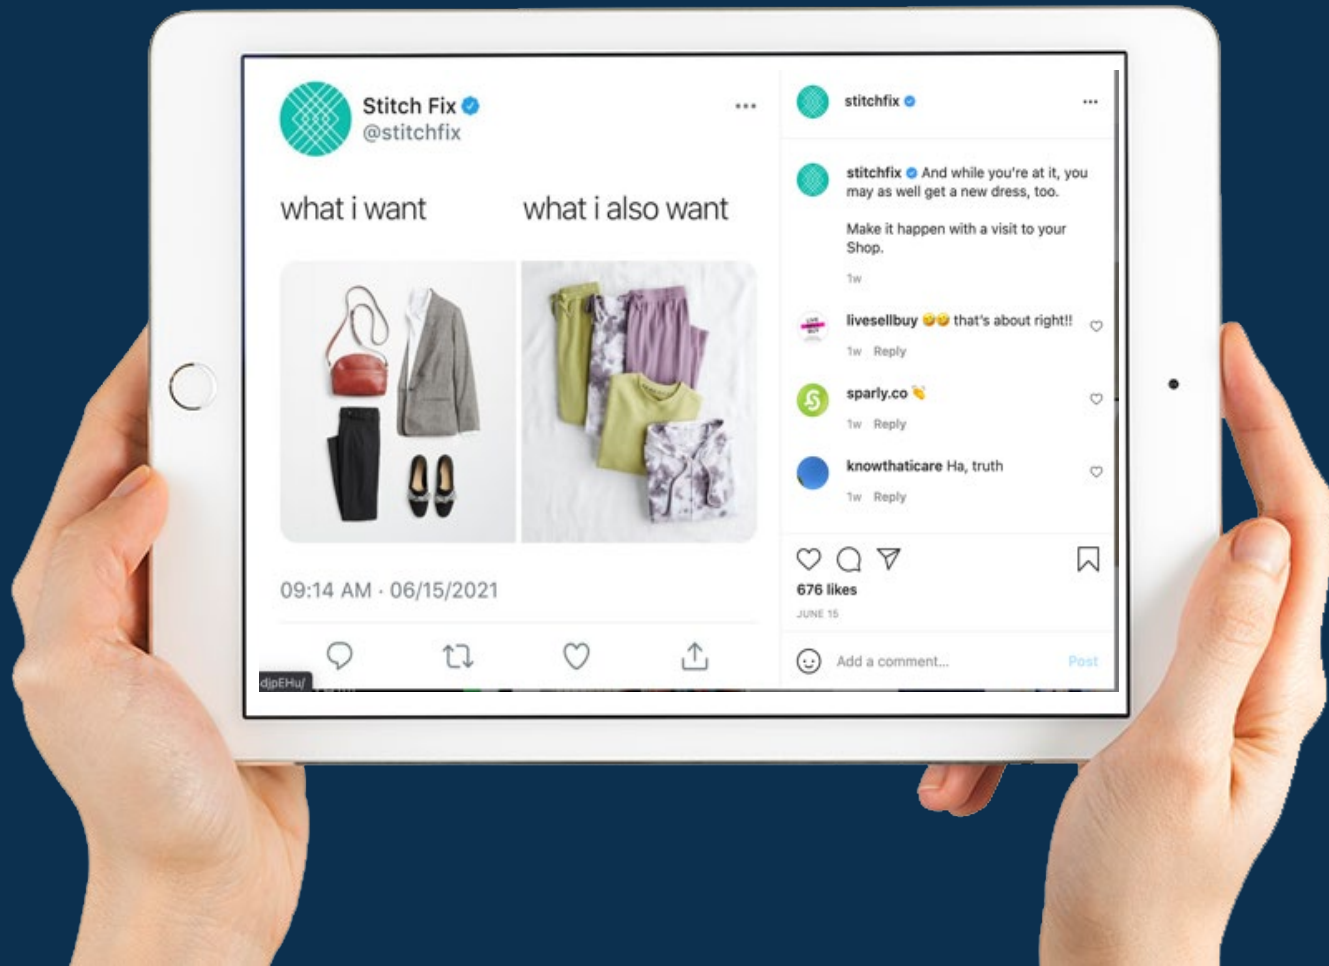 Stitch Fix
@stitchfix
what i want
what i also want
09:14 AM · 06/15/2021
djpEHu/
stitchfix
stitchfix And while you're at it, you
may as well get a new dress, too.
Make it happen with a visit to your
Shop.
1w
livesellbuy 🤣🤣 that's about right!!
1w Reply
sparly.co 👏
1w Reply
knowthaticare Ha, truth
1w Reply
676 likes
JUNE 15
Add a comment...
Post